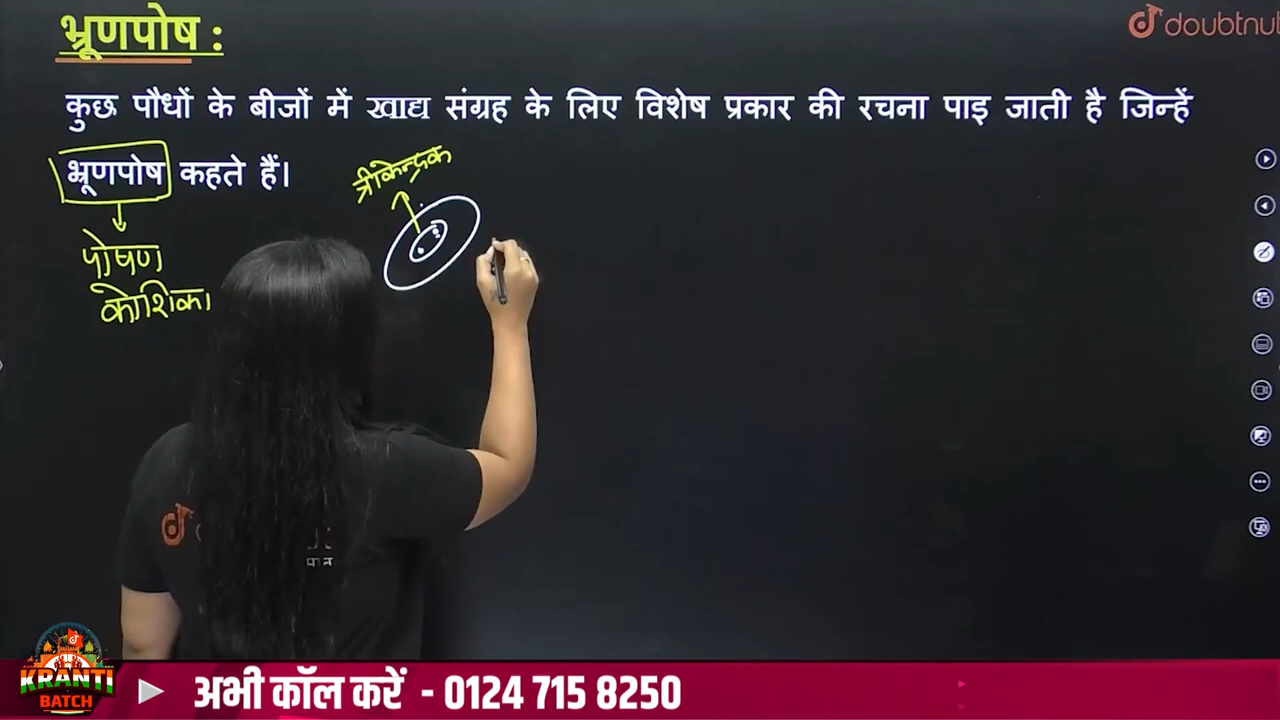 भ्रूणपोष :
doubtnut
कुछ पौधों के बीजों में खाद्य संग्रह के लिए विशेष प्रकार की रचना पाइ जाती है जिन्हें
भ्रूणपोष कहते हैं।
त्रीकेन्द्रक
पोषण
कोशिका
KRANTI
BATCH
अभी कॉल करें - 0124 715 8250